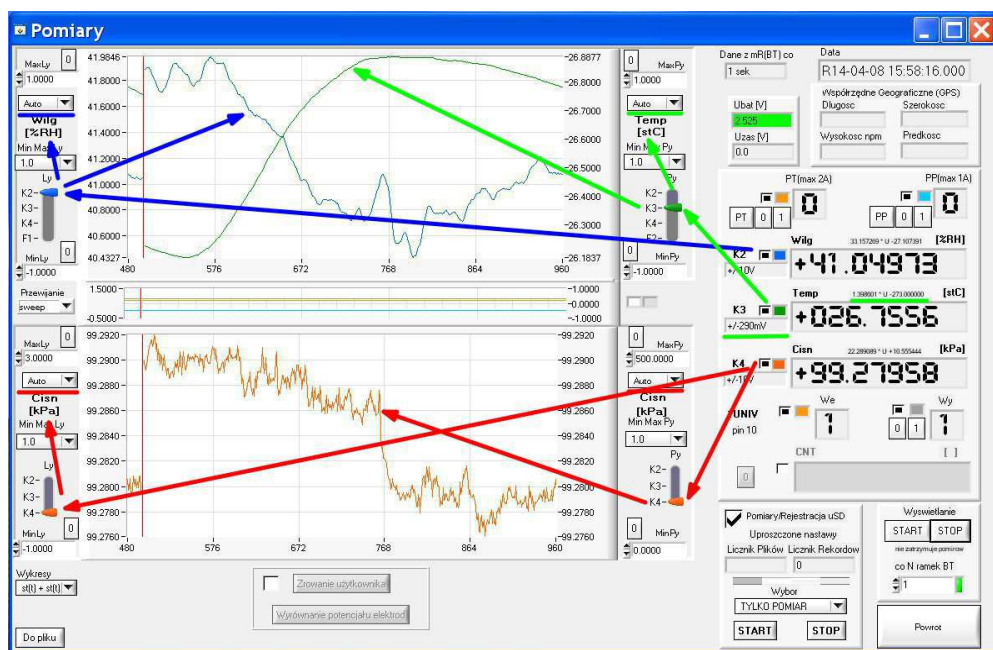 Pomiary
MaxLy 0
1.0000
Auto
Wilg
[%RH]
Min Max Ly
1.0
Ly
K2-
K3-
K4-
F1-
MinLy 0
-1.0000
41.9846
41.8000
41.6000
41.4000
41.2000
41.0000
40.8000
40.6000
40.4327
480 576 672 768 864 960
-26.8877
-26.8000
-26.7000
-26.6000
-26.5000
-26.4000
-26.3000
-26.1837
0 MaxPy
1.0000
Auto
Temp
[stC]
Min Max Py
1.0
Py
K2-
K3-
K4-
0 MinPy
-1.0000
Przewijanie
sweep
1.5000
-0.5000
-1.0000
-0.0000
-1.0000
MaxLy 0
3.0000
Auto
Cisn
[kPa]
Min Max Ly
1.0
Ly
K2-
K3-
K4-
MinLy 0
-1.0000
99.2920
99.2900
99.2880
99.2860
99.2840
99.2820
99.2800
99.2780
99.2760
480 576 672 768 864 960
-99.2920
-99.2900
-99.2880
-99.2860
-99.2840
-99.2820
-99.2800
-99.2780
-99.2760
0 MaxPy
500.0000
Auto
Cisn
[kPa]
Min Max Py
1.0
Py
K2-
K3-
K4-
0 MinPy
0.0000
Wykresy
st(t) + st(t)
Do pliku
Zrowanie użytkownika
Wyrównanie potencjału elektrod
Dane z mR(BT) co
1 sek
Data
R14-04-08 15:58:16.000
Ubat [V]
2.525
Uzas [V]
0.0
Współrzędne Geograficzne (GPS)
Dlugosc Szerokosc
Wysokosc npm Predkosc
PT(max 2A) PP(max 1A)
PT 0 1 0 PP 0 1 0
Wilg 33.157269 * U -27.107391 [%RH]
K2 +41.04973
+/-10V
Temp 1.398601 * U -273.000000 [stC]
K3 +026.7556
+/-290mV
Cisn 22.289089 * U +10.555444 [kPa]
K4 +99.27958
+/-10V
UNIV We Wy
pin 10 1 0 1 1
CNT [ ]
0
Pomiary/Rejestracja uSD
Uproszczone nastawy
Licznik Plików Licznik Rekordow
0
Wybor
TYLKO POMIAR
START STOP
Wyswietlanie
START STOP
nie zatrzymuje pomiarow
co N ramek BT
1
Powrot